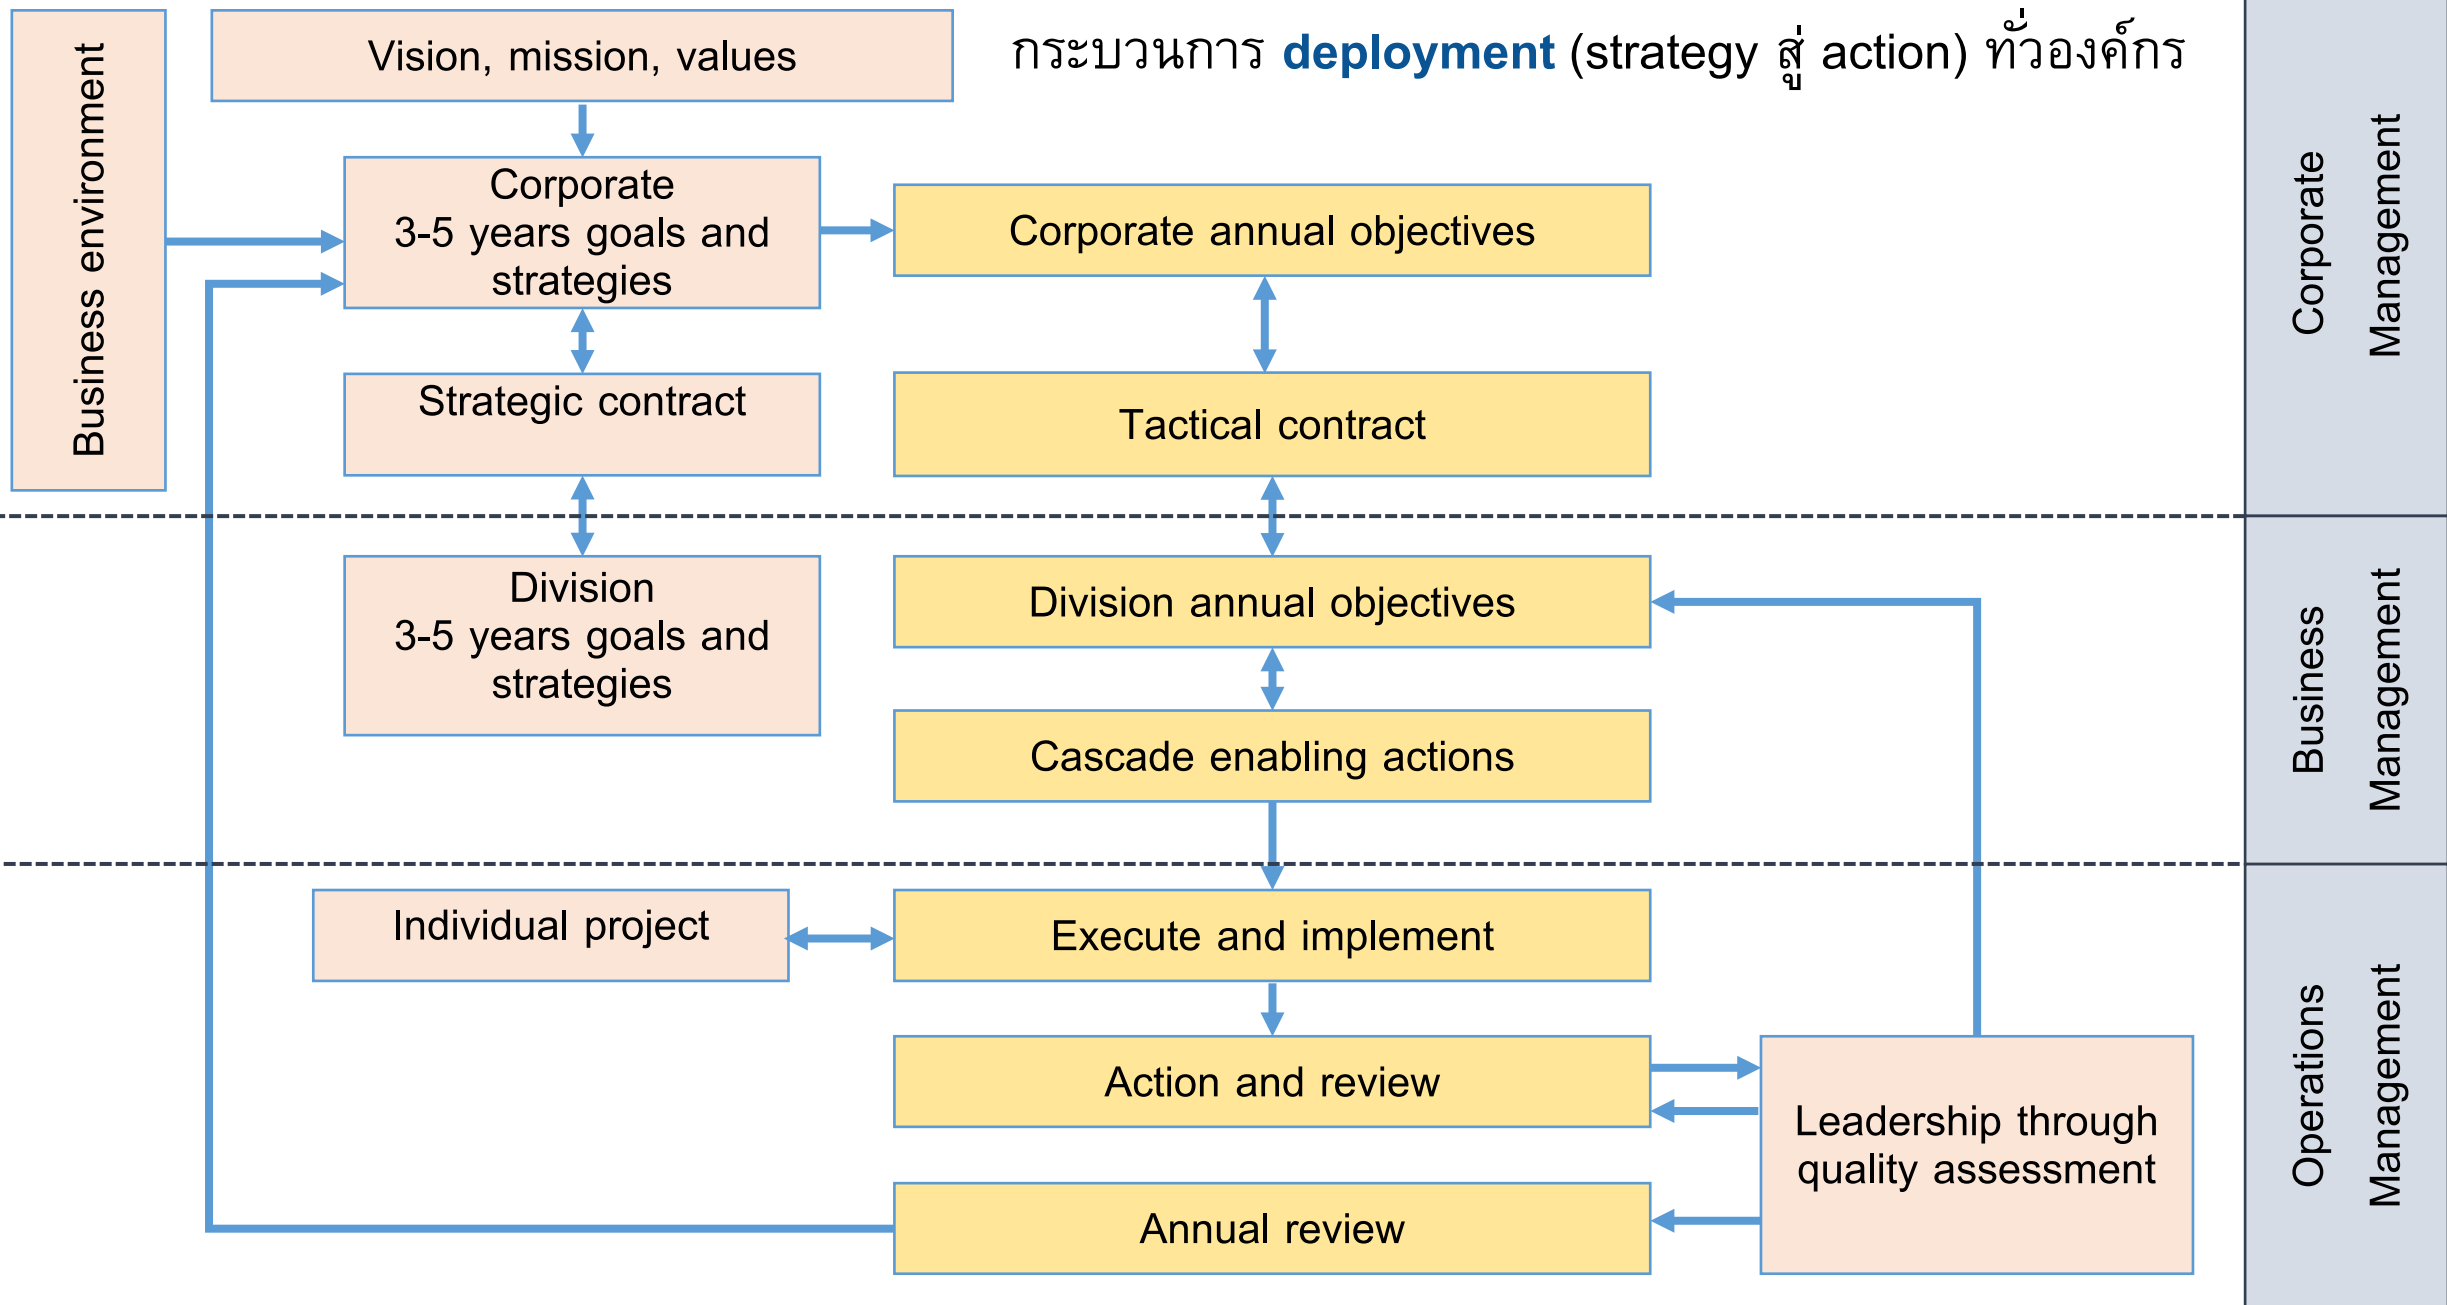 Business environment
Vision, mission, values
กระบวนการ deployment (strategy สู่ action) ทั่วองค์กร
Corporate
3-5 years goals and
strategies
Corporate annual objectives
Strategic contract
Tactical contract
Corporate
Management
Division
3-5 years goals and
strategies
Division annual objectives
Cascade enabling actions
Business
Management
Individual project
Execute and implement
Action and review
Leadership through
quality assessment
Annual review
Operations
Management